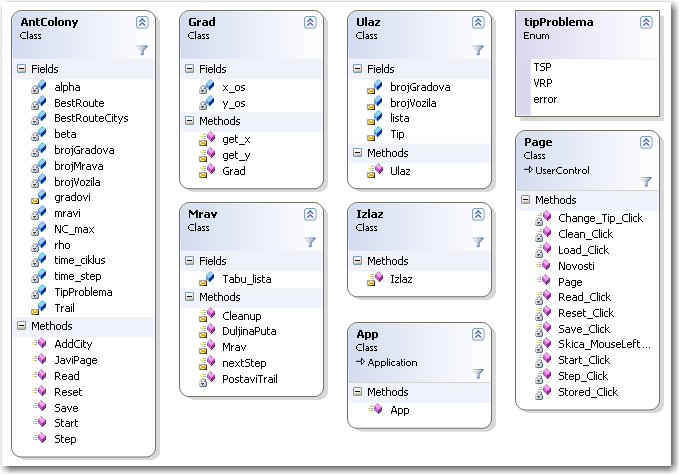 AntColony
Class
Fields
alpha
BestRoute
BestRouteCitys
beta
brojGradova
brojMrava
brojVozila
gradovi
mravi
NC_max
rho
time_ciklus
time_step
TipProblema
Trail
Methods
AddCity
JaviPage
Read
Reset
Save
Start
Step
Grad
Class
Fields
x_os
y_os
Methods
get_x
get_y
Grad
Mrav
Class
Fields
Tabu_lista
Methods
Cleanup
DuljinaPuta
Mrav
nextStep
PostaviTrail
Ulaz
Class
Fields
brojGradova
brojVozila
lista
Tip
Methods
Ulaz
Izlaz
Class
Methods
Izlaz
App
Class
Application
Methods
App
tipProblema
Enum
TSP
VRP
error
Page
Class
UserControl
Methods
Change_Tip_Click
Clean_Click
Load_Click
Novosti
Page
Read_Click
Reset_Click
Save_Click
Skica_MouseLeft ...
Start_Click
Step_Click
Stored_Click